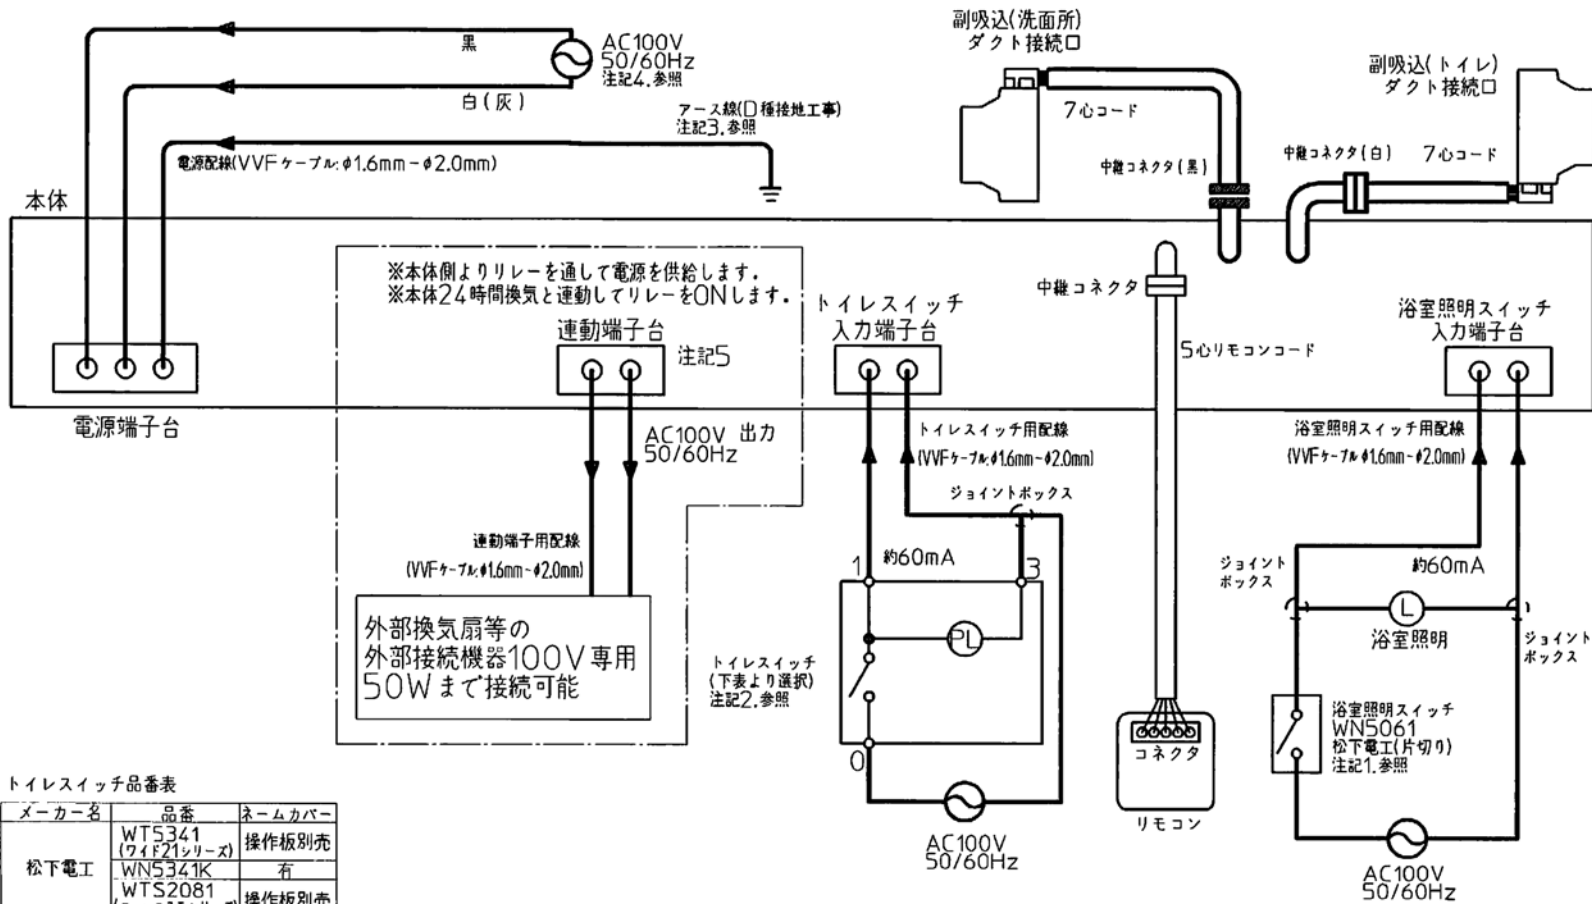 黒
AC100V
50/60Hz
注記4.参照
白(灰)
アース線(D種接地工事)
注記3.参照
電源配線(VVFケーブル:φ1.6mm-φ2.0mm)
副吸込(洗面所)
ダクト接続口
7心コード
中継コネクタ(黒)
副吸込(トイレ)
ダクト接続口
中継コネクタ(白)
7心コード
本体
※本体側よりリレーを通して電源を供給します。
※本体24時間換気と連動してリレーをONします。
連動端子台
注記5
電源端子台
トイレスイッチ
入力端子台
中継コネクタ
5心リモコンコード
浴室照明スイッチ
入力端子台
AC100V 出力
50/60Hz
連動端子用配線
(VVFケーブル:φ1.6mm-φ2.0mm)
外部換気扇等の
外部接続機器100V専用
50Wまで接続可能
トイレスイッチ用配線
(VVFケーブル:φ1.6mm-φ2.0mm)
ジョイントボックス
1
約60mA
3
PL
トイレスイッチ
(下表より選択)
注記2.参照
0
AC100V
50/60Hz
コネクタ
リモコン
浴室照明スイッチ用配線
(VVFケーブル:φ1.6mm-φ2.0mm)
ジョイント
ボックス
約60mA
L
浴室照明
ジョイント
ボックス
浴室照明スイッチ
WN5061
松下電工(片切り)
注記1.参照
AC100V
50/60Hz
トイレスイッチ品番表
メーカー名 品番 ネームカバー
松下電工
WT5341
(ワイド21シリーズ)
操作板別売
WN5341K 有
WTS2081
操作板別売